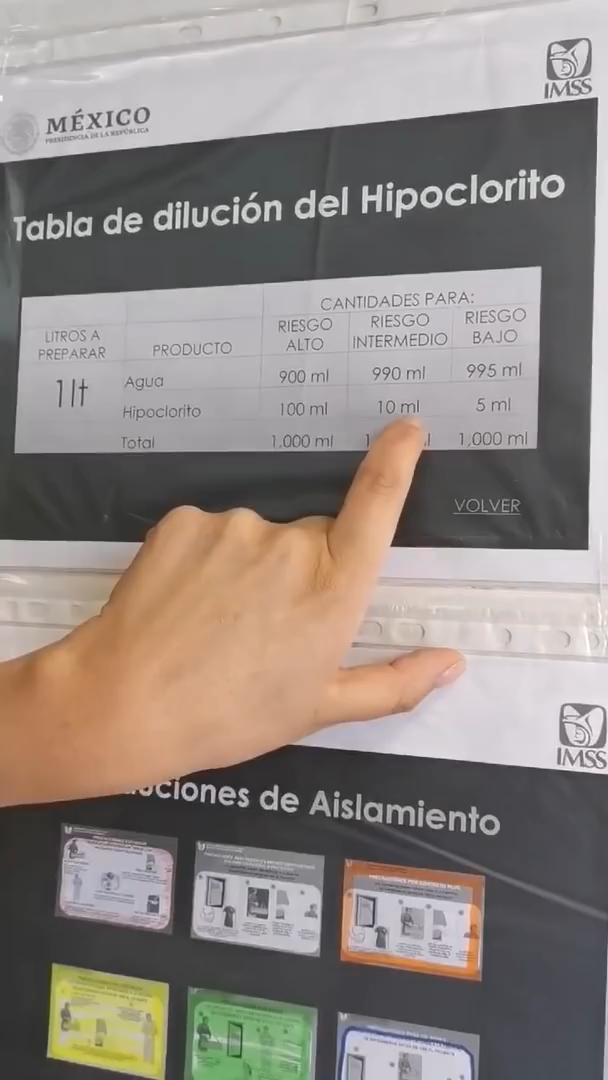 MÉXICO
PRESIDENCIA DE LA REPÚBLICA
IMSS
Tabla de dilución del Hipoclorito
CANTIDADES PARA:
LITROS A PREPARAR PRODUCTO RIESGO ALTO RIESGO INTERMEDIO RIESGO BAJO
1 lt Agua 900 ml 990 ml 995 ml
Hipoclorito 100 ml 10 ml 5 ml
Total 1,000 ml 1,000 ml
VOLVER
IMSS
de Aislamiento